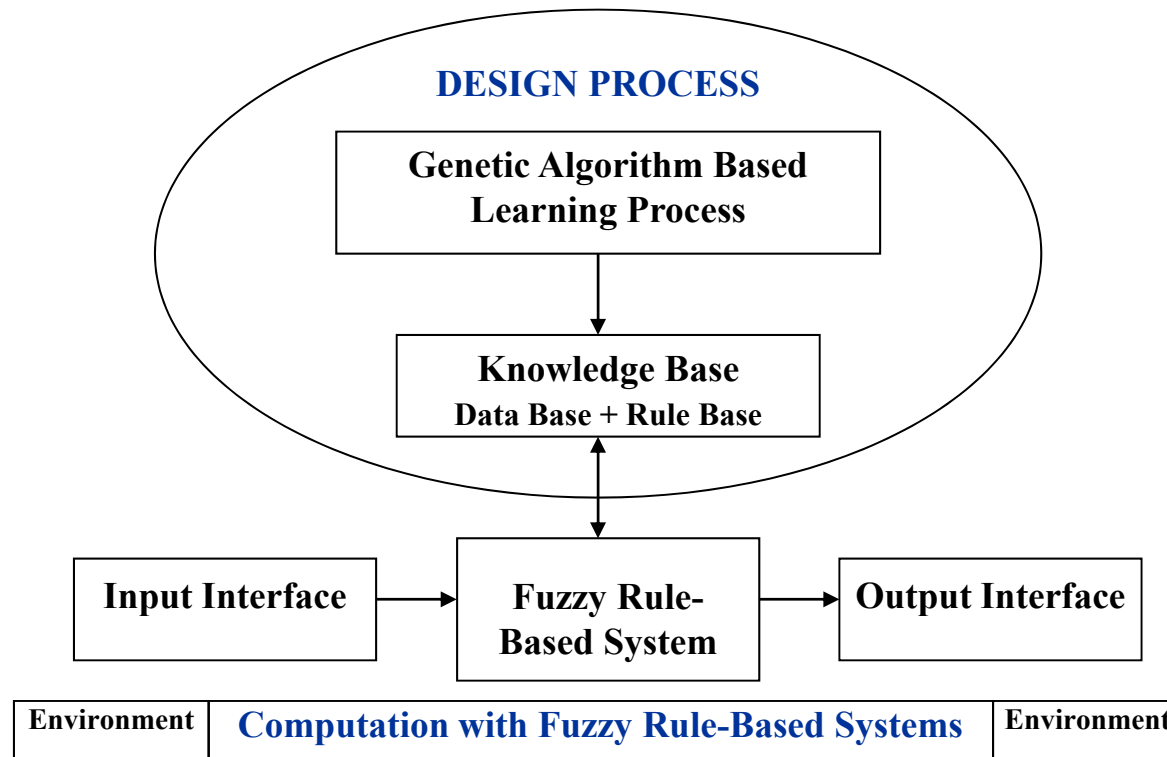 DESIGN PROCESS
Genetic Algorithm Based
Learning Process
Knowledge Base
Data Base + Rule Base
Input Interface
Fuzzy Rule-
Based System
Output Interface
Environment
Computation with Fuzzy Rule-Based Systems
Environment